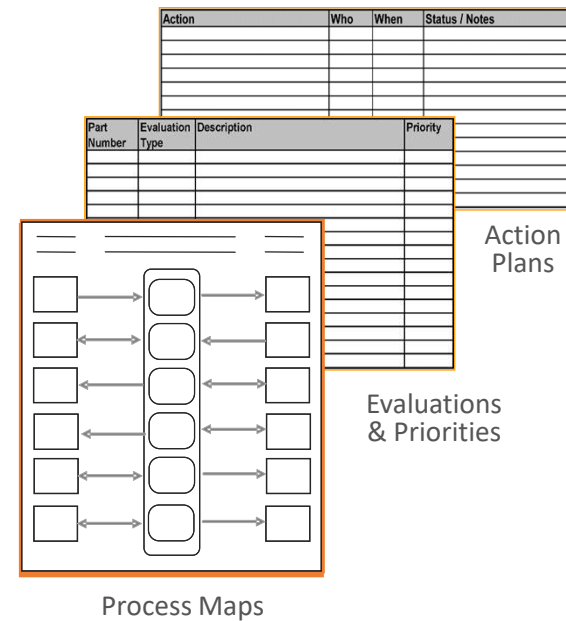 Action Who When Status / Notes
Part Number Evaluation Type Description Priority
Action
Plans
Evaluations
& Priorities
Process Maps